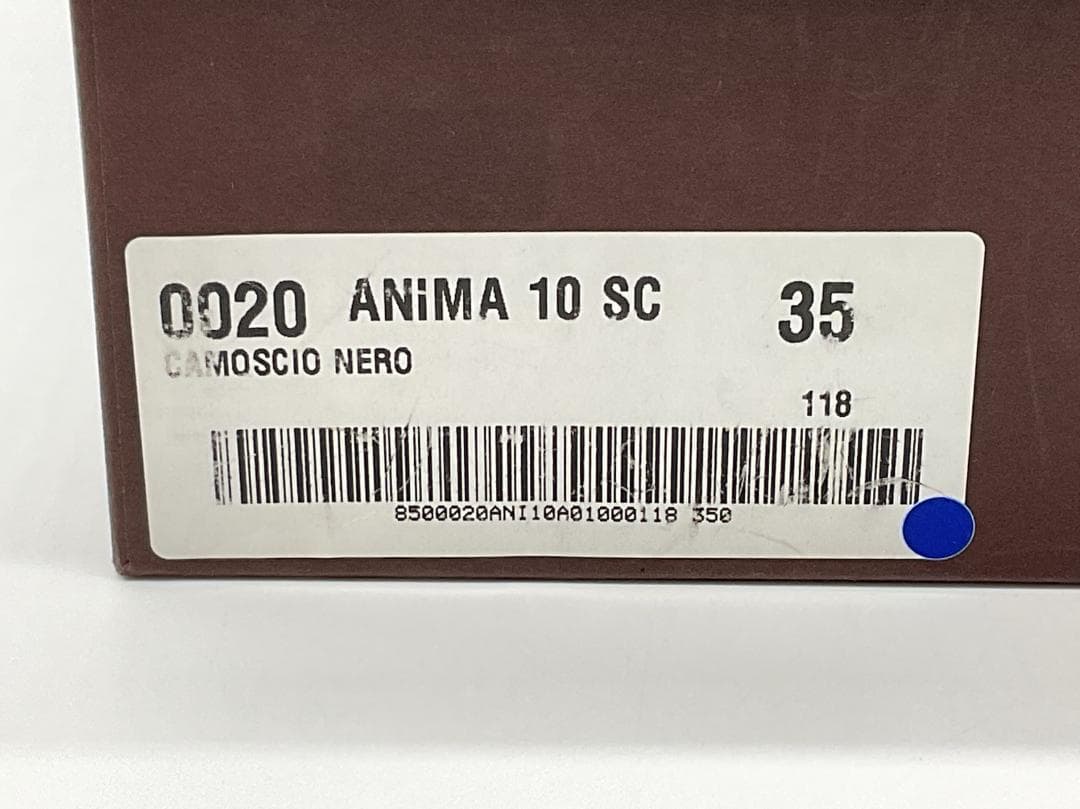 0020 ANiMA 10 SC 35
CAMOSCIO NERO
118
8500020ANI10A01000118 350